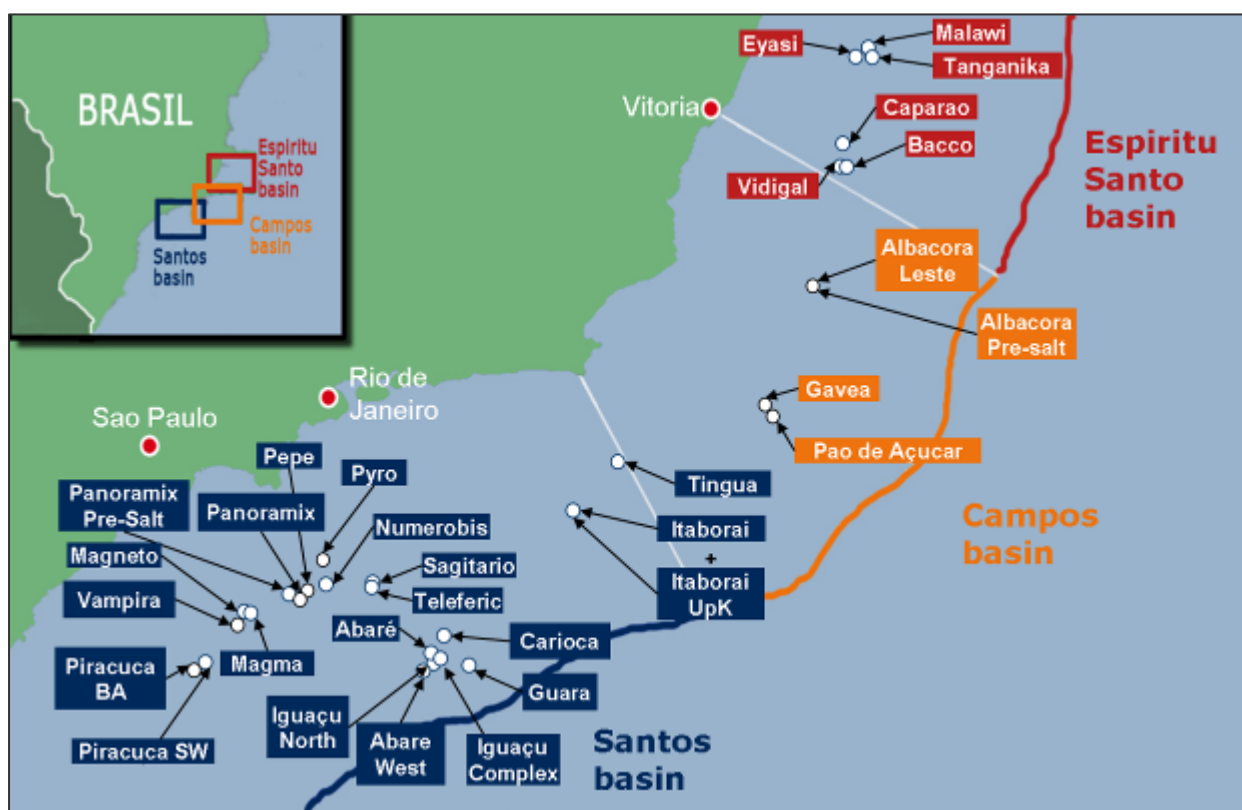 BRASIL
Espiritu
Santo
basin
Campos
basin
Santos
basin
Eyasi
Malawi
Tanganika
Vitoria
Caparao
Bacco
Vidigal
Espiritu
Santo
basin
Albacora
Leste
Albacora
Pre-salt
Gavea
Pao de Açucar
Campos
basin
Rio de
Janeiro
Sao Paulo
Pepe
Pyro
Panoramix
Pre-Salt
Panoramix
Numerobis
Magneto
Sagitario
Vampira
Teleferic
Tingua
Itaborai
+
Itaborai
UpK
Abaré
Carioca
Piracuca
BA
Magma
Guara
Iguaçu
North
Piracuca SW
Abare
West
Iguaçu
Complex
Santos
basin